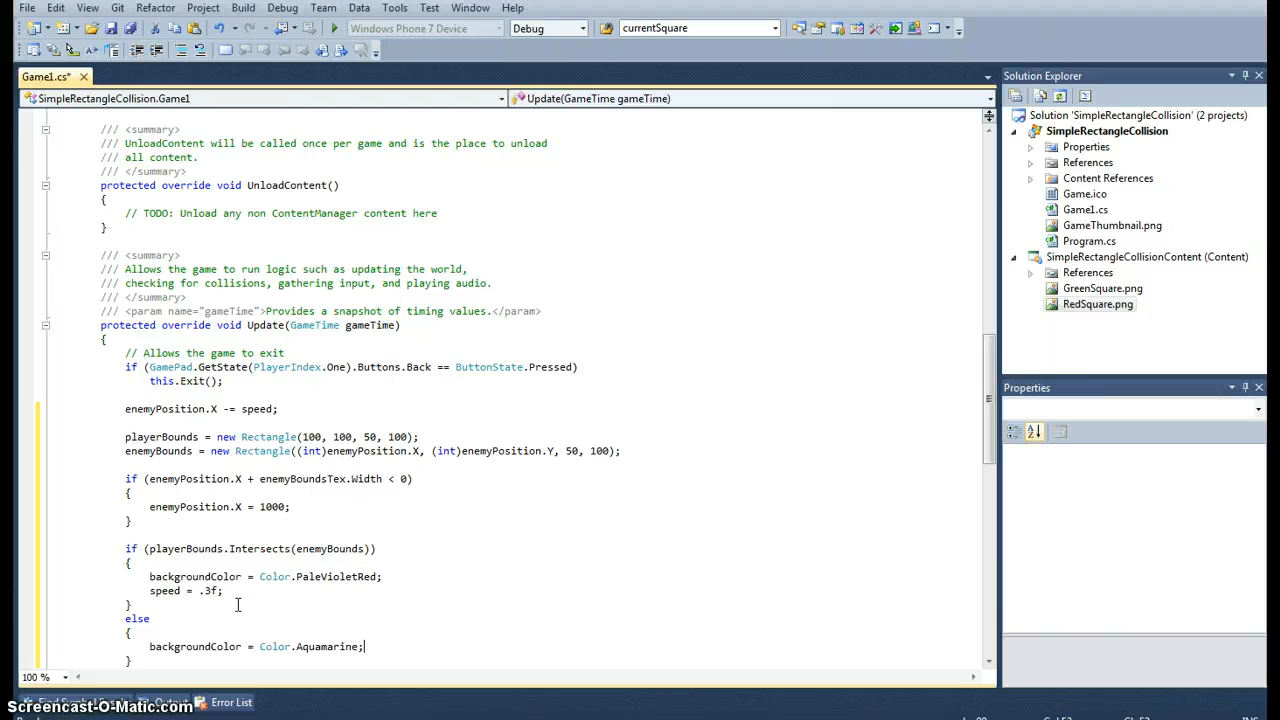 File Edit View Git Refactor Project Build Debug Team Data Tools Test Window Help
Windows Phone 7 Device Debug currentSquare
Game1.cs*
SimpleRectangleCollision.Game1 Update(GameTime gameTime)
/// <summary>
/// UnloadContent will be called once per game and is the place to unload
/// all content.
/// </summary>
protected override void UnloadContent()
{
// TODO: Unload any non ContentManager content here
}
/// <summary>
/// Allows the game to run logic such as updating the world,
/// checking for collisions, gathering input, and playing audio.
/// </summary>
/// <param name="gameTime">Provides a snapshot of timing values.</param>
protected override void Update(GameTime gameTime)
{
// Allows the game to exit
if (GamePad.GetState(PlayerIndex.One).Buttons.Back == ButtonState.Pressed)
this.Exit();
enemyPosition.X -= speed;
playerBounds = new Rectangle(100, 100, 50, 100);
enemyBounds = new Rectangle((int)enemyPosition.X, (int)enemyPosition.Y, 50, 100);
if (enemyPosition.X + enemyBoundsTex.Width < 0)
{
enemyPosition.X = 1000;
}
if (playerBounds.Intersects(enemyBounds))
{
backgroundColor = Color.PaleVioletRed;
speed = .3f;
}
else
{
backgroundColor = Color.Aquamarine;
}
100 %
Error List
Solution Explorer
Solution 'SimpleRectangleCollision' (2 projects)
SimpleRectangleCollision
Properties
References
Content References
Game.ico
Game1.cs
GameThumbnail.png
Program.cs
SimpleRectangleCollisionContent (Content)
References
GreenSquare.png
RedSquare.png
Properties
Screencast-O-Matic.com